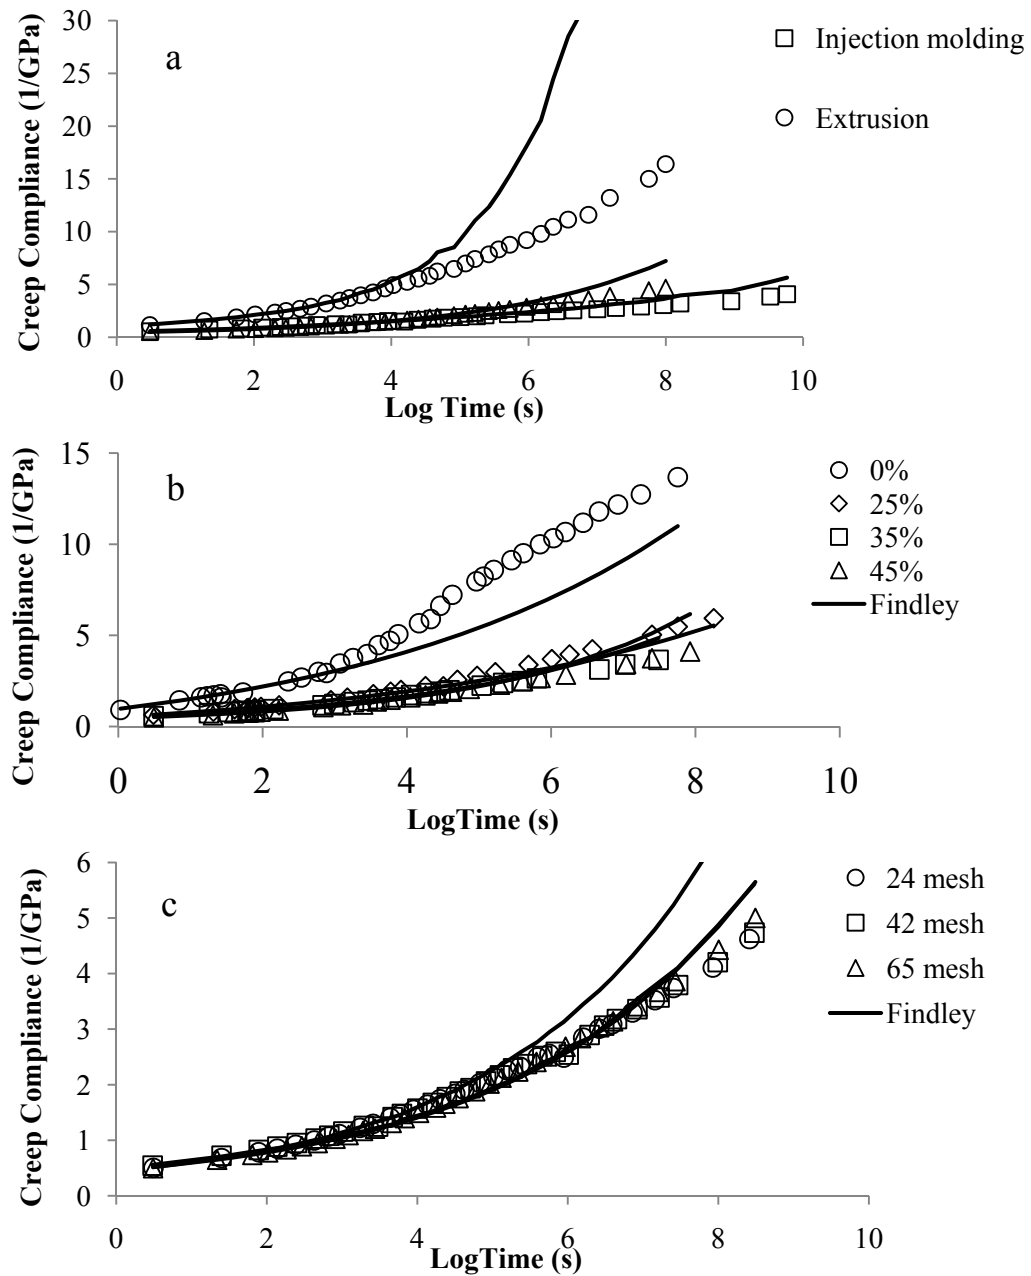 a
Creep Compliance (1/GPa)
30
25
20
15
10
5
0
0 2 4 6 8 10
Log Time (s)
Injection molding
Extrusion
b
Creep Compliance (1/GPa)
15
10
5
0
0 2 4 6 8 10
LogTime (s)
0%
25%
35%
45%
Findley
c
Creep Compliance (1/GPa)
6
5
4
3
2
1
0
0 2 4 6 8 10
LogTime (s)
24 mesh
42 mesh
65 mesh
Findley